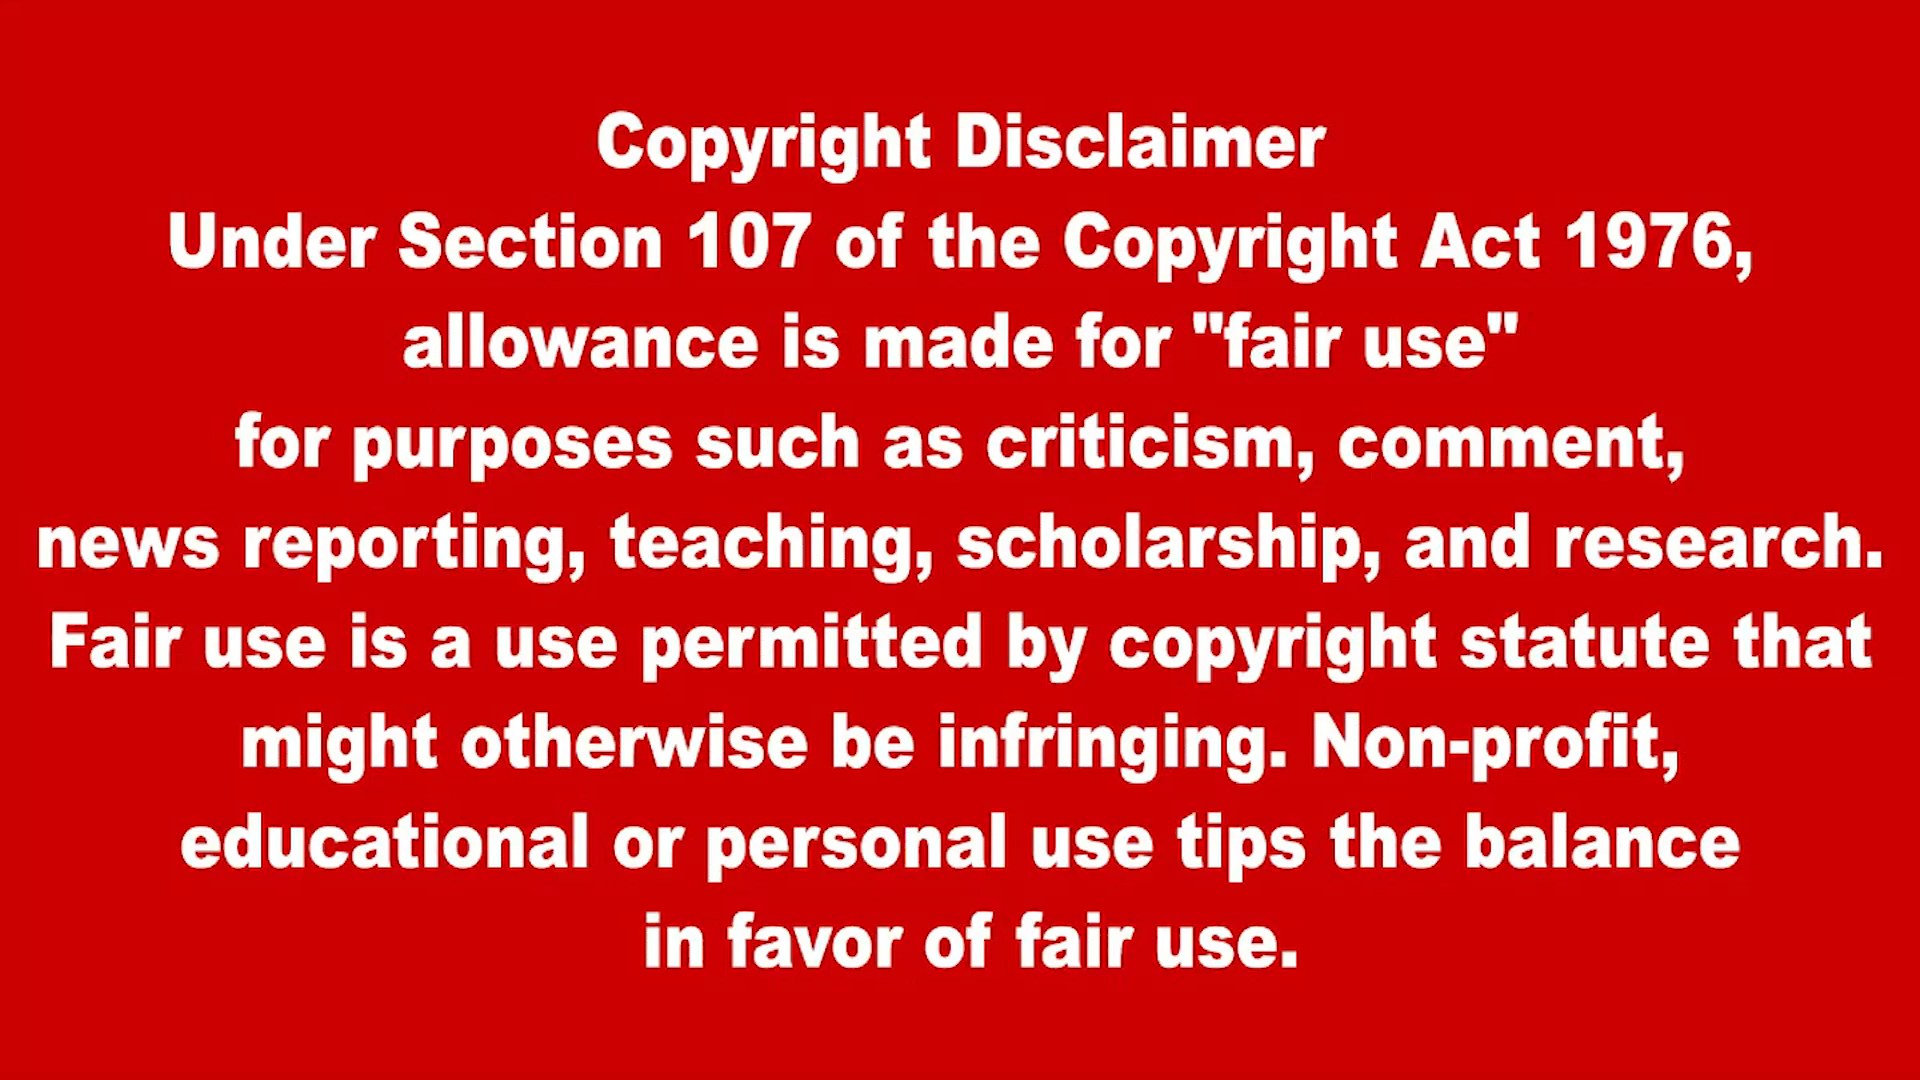 Copyright Disclaimer
Under Section 107 of the Copyright Act 1976,
allowance is made for "fair use"
for purposes such as criticism, comment,
news reporting, teaching, scholarship, and research.
Fair use is a use permitted by copyright statute that
might otherwise be infringing. Non-profit,
educational or personal use tips the balance
in favor of fair use.